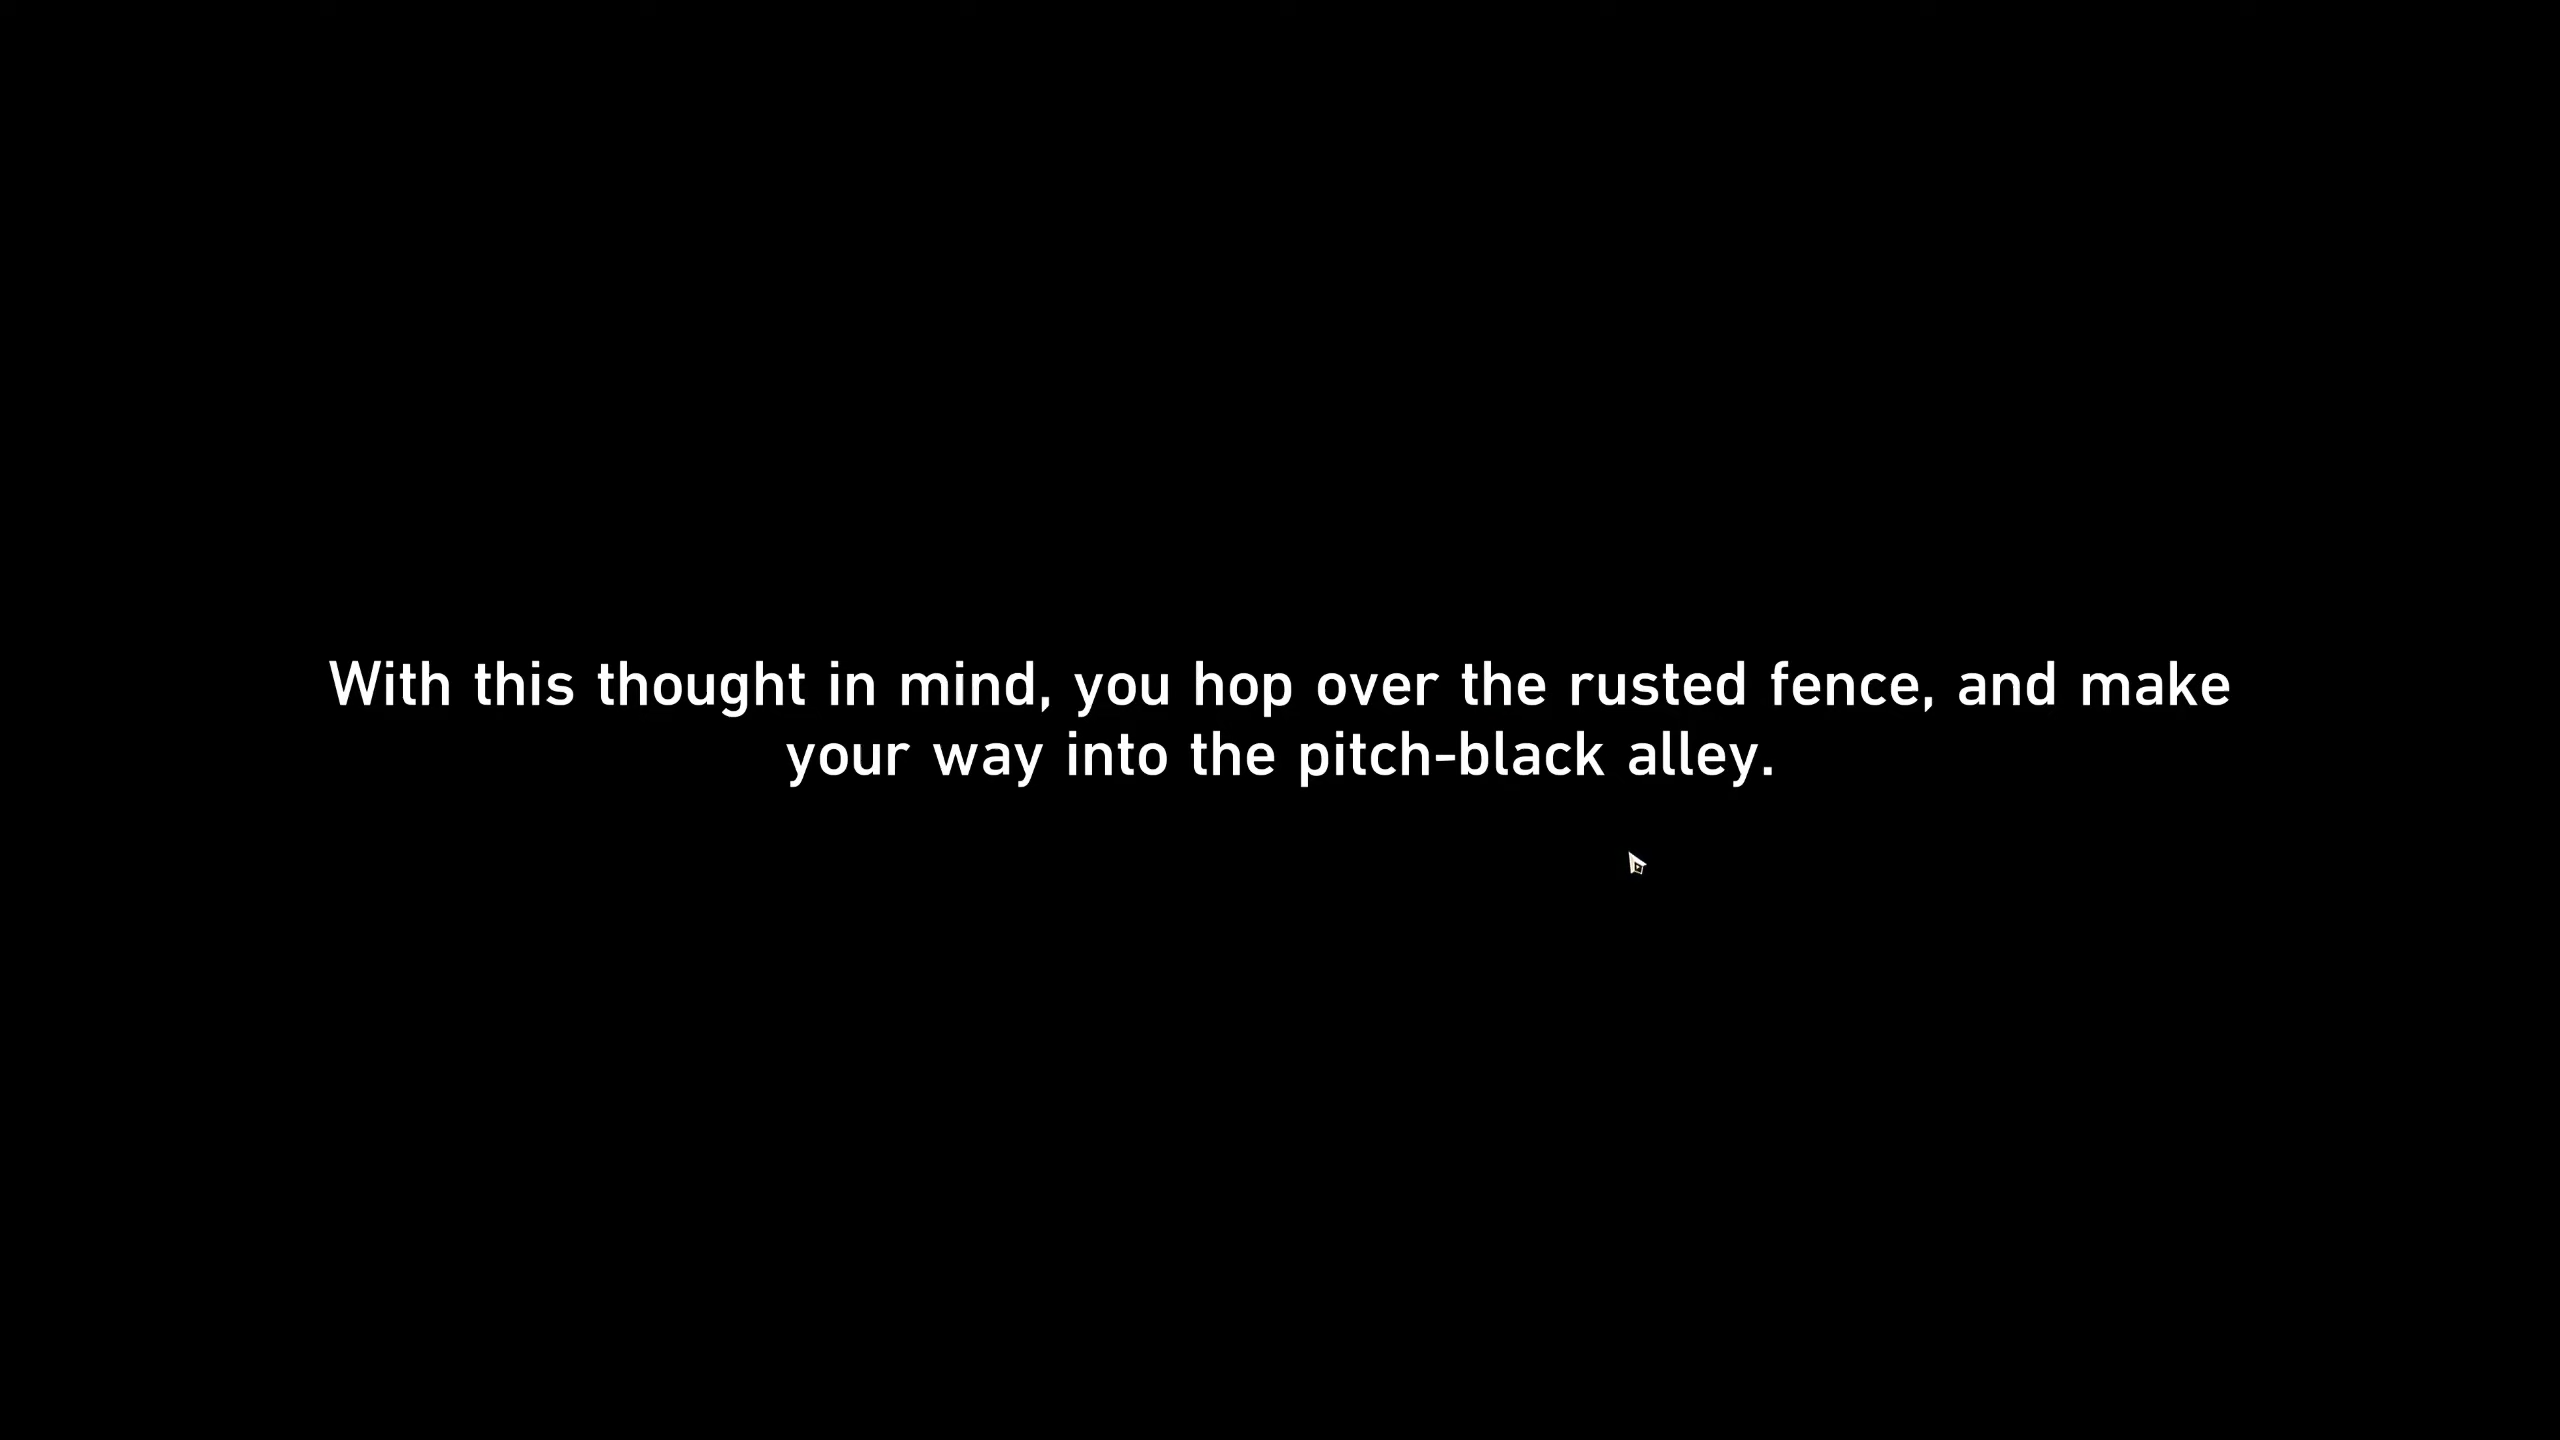 With this thought in mind, you hop over the rusted fence, and make
your way into the pitch-black alley.